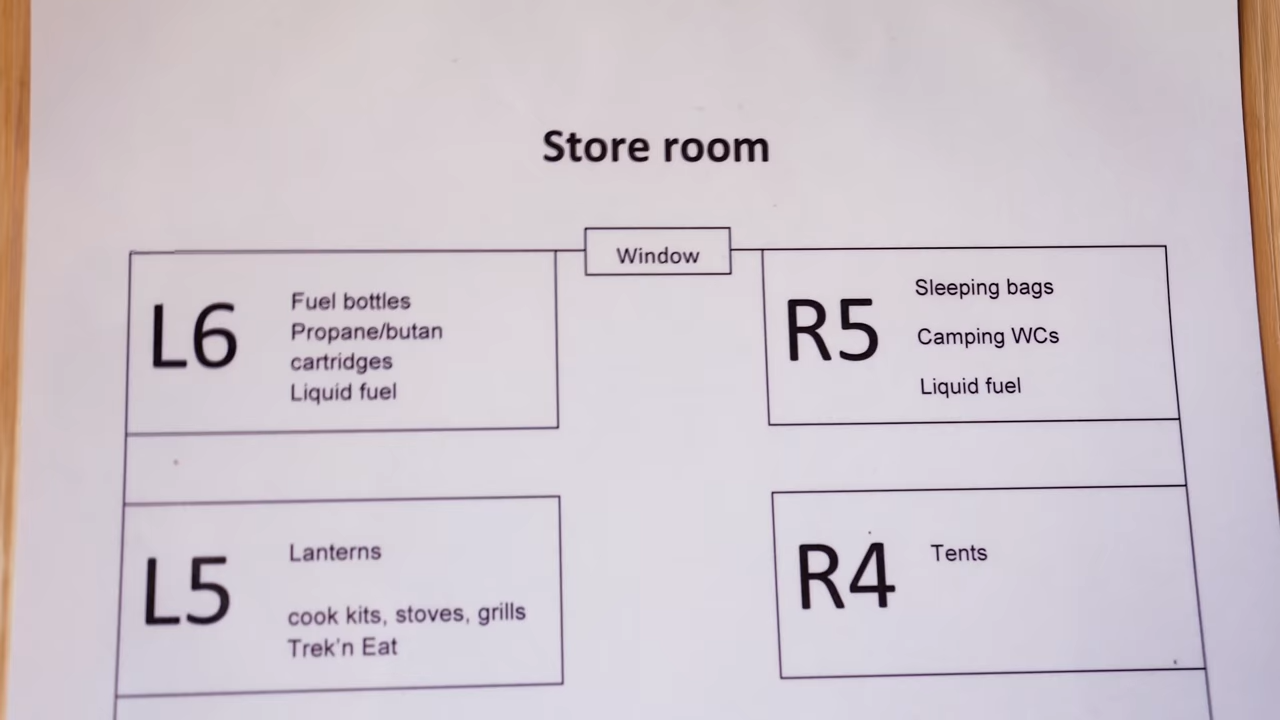 Store room
Window
L6
Fuel bottles
Propane/butan
cartridges
Liquid fuel
R5
Sleeping bags
Camping WCs
Liquid fuel
L5
Lanterns
cook kits, stoves, grills
Trek'n Eat
R4
Tents